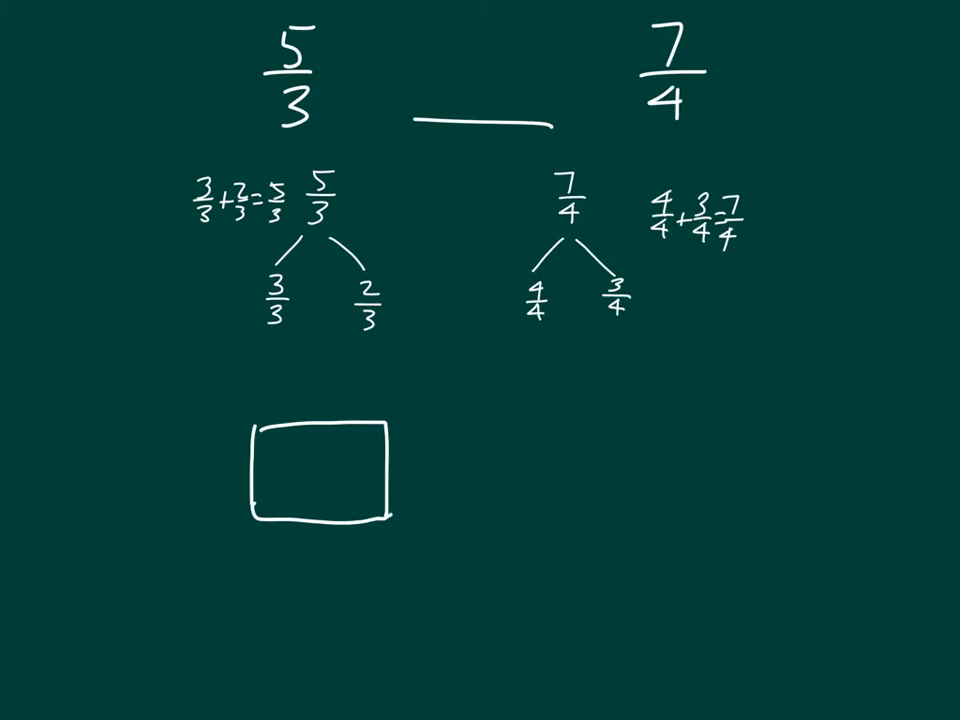 5/3 ___ 7/4
3/3 + 2/3 = 5/3 5/3 7/4 4/4 + 3/4 = 7/4
3/3 2/3 4/4 3/4